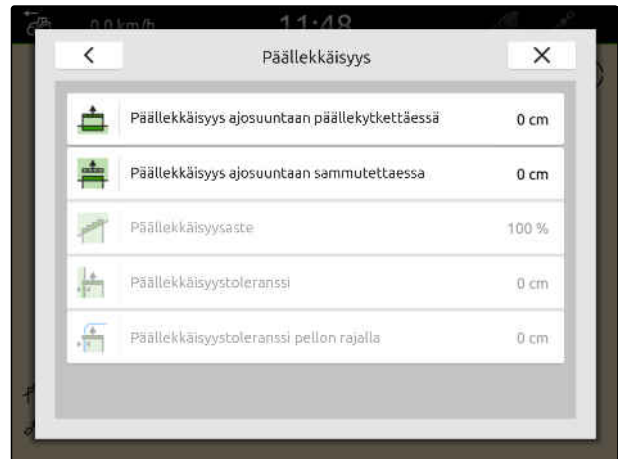 0.0 km/h 11:48
Päällekkäisyys
Päällekkäisyys ajosuuntaan päällekytkettäessä 0 cm
Päällekkäisyys ajosuuntaan sammutettaessa 0 cm
Päällekkäisyysaste 100 %
Päällekkäisyystoleranssi 0 cm
Päällekkäisyystoleranssi pellon rajalla 0 cm